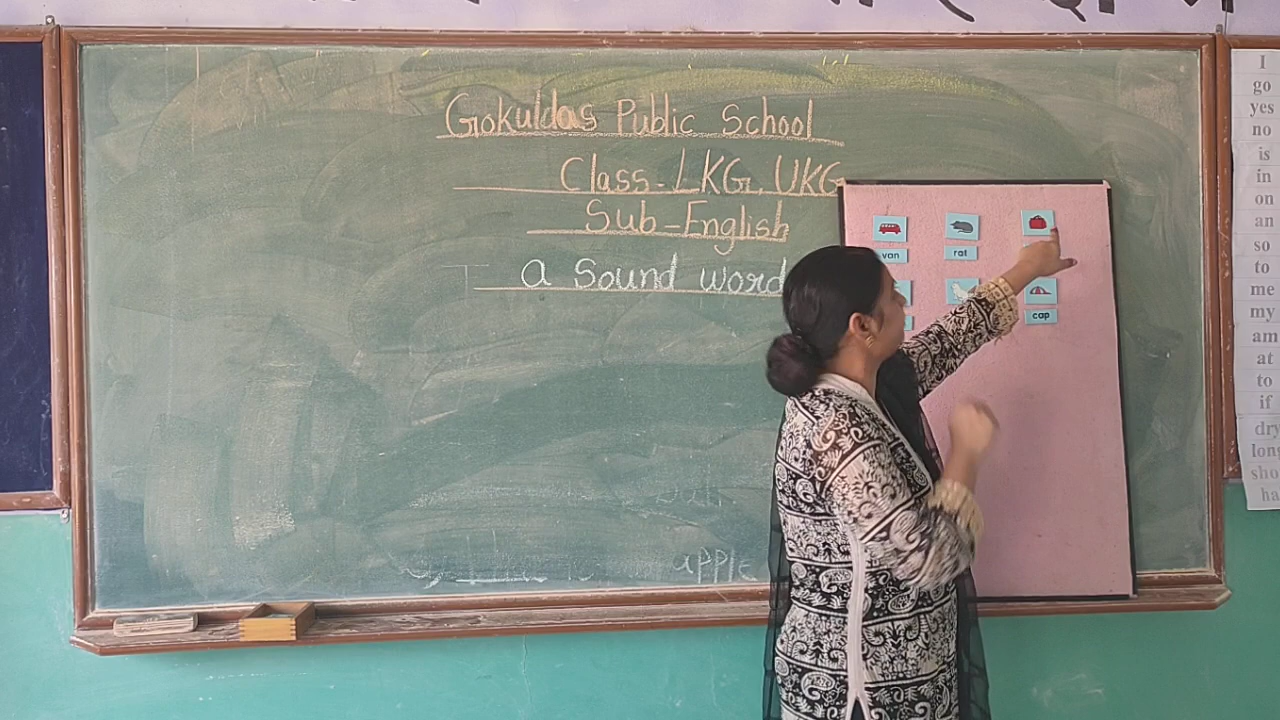 Gokuldas Public School
Class - LKG, UKG
Sub - English
a Sound word
apple
van
rat
cap
I
go
yes
no
is
in
on
an
so
to
me
my
am
at
to
if
dry